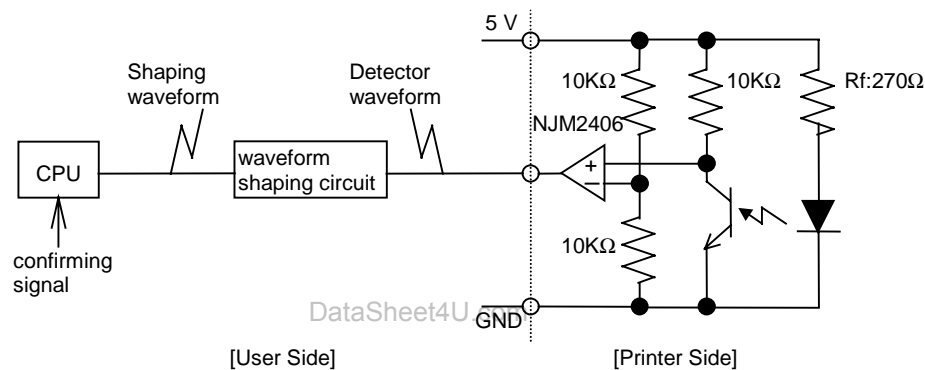 5 V
Shaping
waveform
Detector
waveform
10KΩ
10KΩ
Rf:270Ω
NJM2406
CPU
waveform
shaping circuit
+
−
10KΩ
confirming
signal
DataSheet4U.com
GND
[User Side]
[Printer Side]